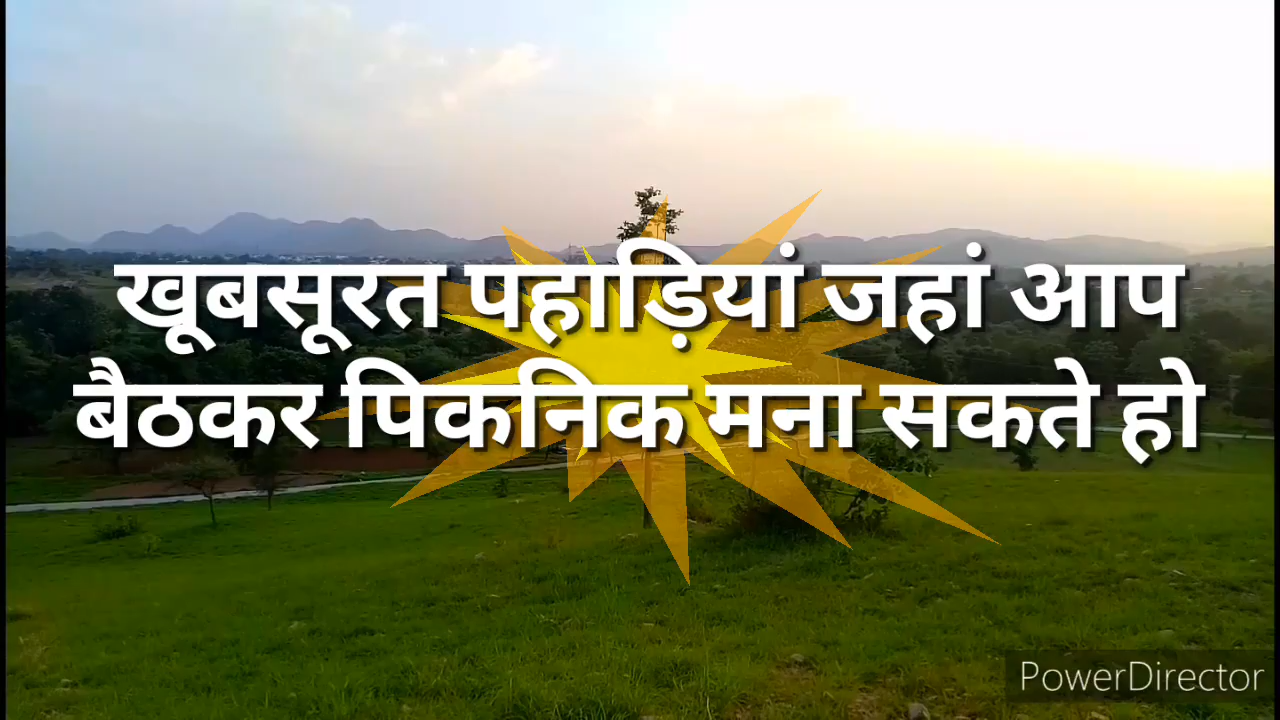 खूबसूरत पहाड़ियां जहां आप
बैठकर पिकनिक मना सकते हो
PowerDirector